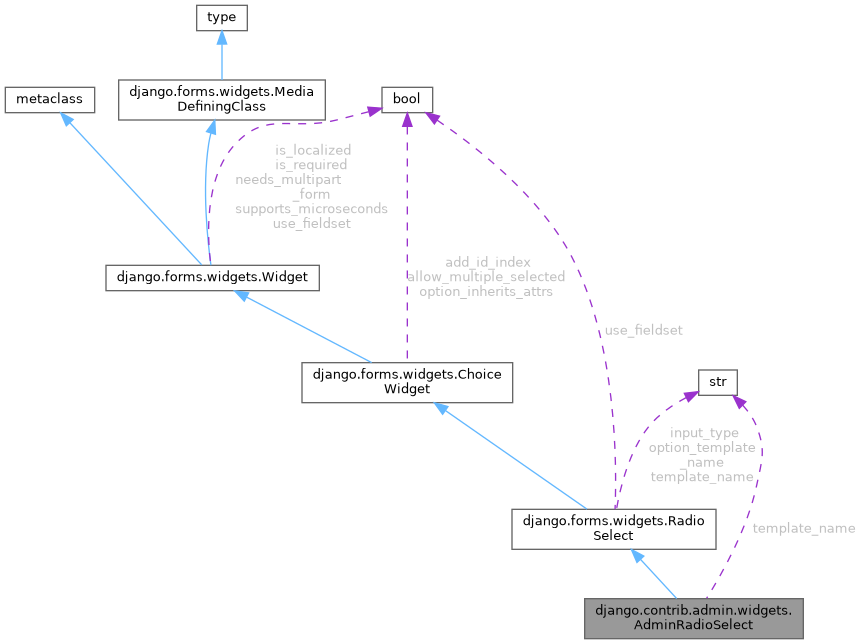 type
django.forms.widgets.Media
DefiningClass
metaclass
bool
is_localized
is_required
needs_multipart
_form
supports_microseconds
use_fieldset
add_id_index
allow_multiple_selected
option_inherits_attrs
django.forms.widgets.Widget
use_fieldset
django.forms.widgets.Choice
Widget
str
input_type
option_template
_name
template_name
django.forms.widgets.Radio
Select
template_name
django.contrib.admin.widgets.
AdminRadioSelect